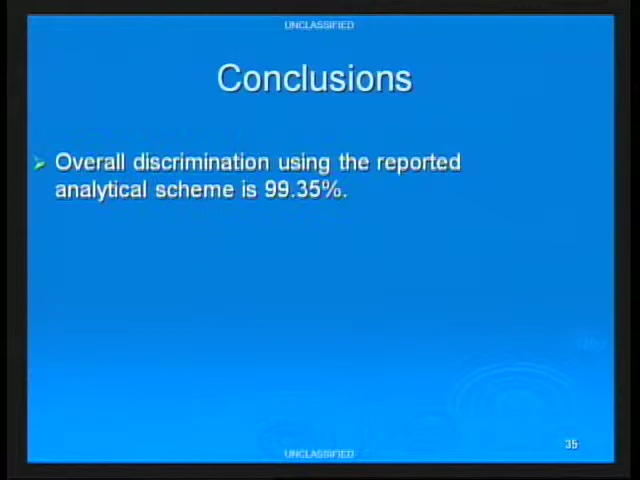 UNCLASSIFIED
Conclusions
Overall discrimination using the reported
analytical scheme is 99.35%.
35
UNCLASSIFIED